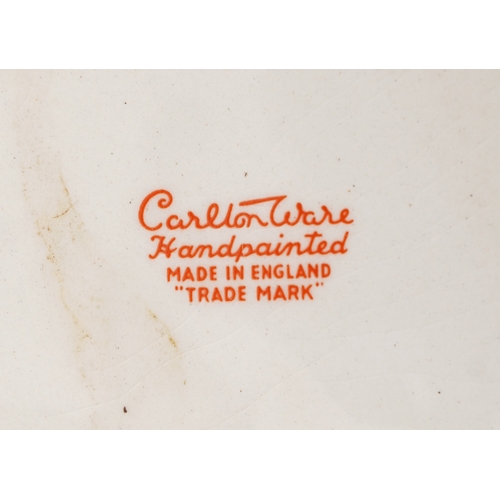 Carlton Ware
Handpainted
MADE IN ENGLAND
"TRADE MARK"